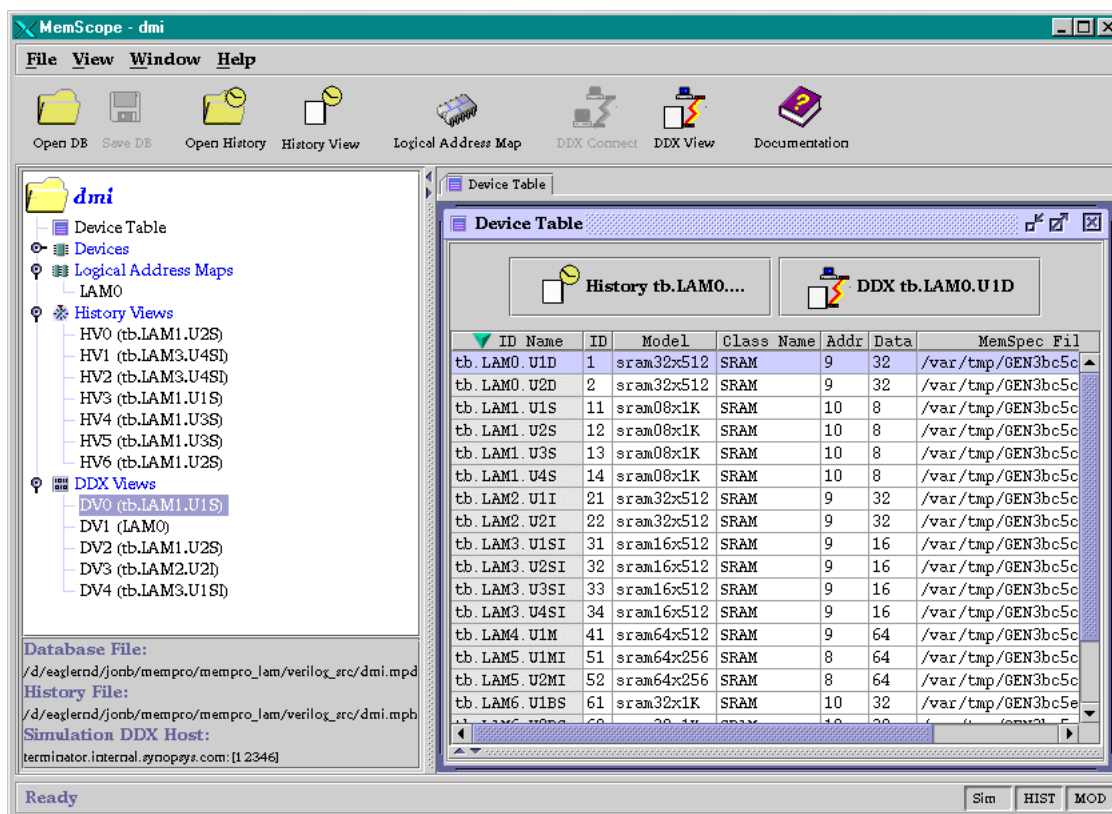 MemScope - dmi
File View Window Help
Open DB Save DB Open History History View Logical Address Map DDX Connect DDX View Documentation
dmi
Device Table
Devices
Logical Address Maps
LAM0
History Views
HV0 (tb.LAM1.U2S)
HV1 (tb.LAM3.U4SI)
HV2 (tb.LAM3.U4SI)
HV3 (tb.LAM1.U1S)
HV4 (tb.LAM1.U3S)
HV5 (tb.LAM1.U3S)
HV6 (tb.LAM1.U2S)
DDX Views
DV0 (tb.LAM1.U1S)
DV1 (LAM0)
DV2 (tb.LAM1.U2S)
DV3 (tb.LAM2.U2I)
DV4 (tb.LAM3.U1SI)
Database File:
/d/eaglernd/jonb/mempro/mempro_lam/verilog_src/dmi.mpd
History File:
/d/eaglernd/jonb/mempro/mempro_lam/verilog_src/dmi.mph
Simulation DDX Host:
terminator.internal.synopsys.com: [12346]
Device Table
Device Table
History tb.LAM0.... DDX tb.LAM0.U1D
ID Name ID Model Class Name Addr Data MemSpec Fil
tb.LAM0.U1D 1 sram32x512 SRAM 9 32 /var/tmp/GEN3bc5c
tb.LAM0.U2D 2 sram32x512 SRAM 9 32 /var/tmp/GEN3bc5c
tb.LAM1.U1S 11 sram08x1K SRAM 10 8 /var/tmp/GEN3bc5c
tb.LAM1.U2S 12 sram08x1K SRAM 10 8 /var/tmp/GEN3bc5c
tb.LAM1.U3S 13 sram08x1K SRAM 10 8 /var/tmp/GEN3bc5c
tb.LAM1.U4S 14 sram08x1K SRAM 10 8 /var/tmp/GEN3bc5c
tb.LAM2.U1I 21 sram32x512 SRAM 9 32 /var/tmp/GEN3bc5c
tb.LAM2.U2I 22 sram32x512 SRAM 9 32 /var/tmp/GEN3bc5c
tb.LAM3.U1SI 31 sram16x512 SRAM 9 16 /var/tmp/GEN3bc5c
tb.LAM3.U2SI 32 sram16x512 SRAM 9 16 /var/tmp/GEN3bc5c
tb.LAM3.U3SI 33 sram16x512 SRAM 9 16 /var/tmp/GEN3bc5c
tb.LAM3.U4SI 34 sram16x512 SRAM 9 16 /var/tmp/GEN3bc5c
tb.LAM4.U1M 41 sram64x512 SRAM 9 64 /var/tmp/GEN3bc5c
tb.LAM5.U1MI 51 sram64x256 SRAM 8 64 /var/tmp/GEN3bc5c
tb.LAM5.U2MI 52 sram64x256 SRAM 8 64 /var/tmp/GEN3bc5c
tb.LAM6.U1BS 61 sram32x1K SRAM 10 32 /var/tmp/GEN3bc5e
Ready Sim HIST MOD